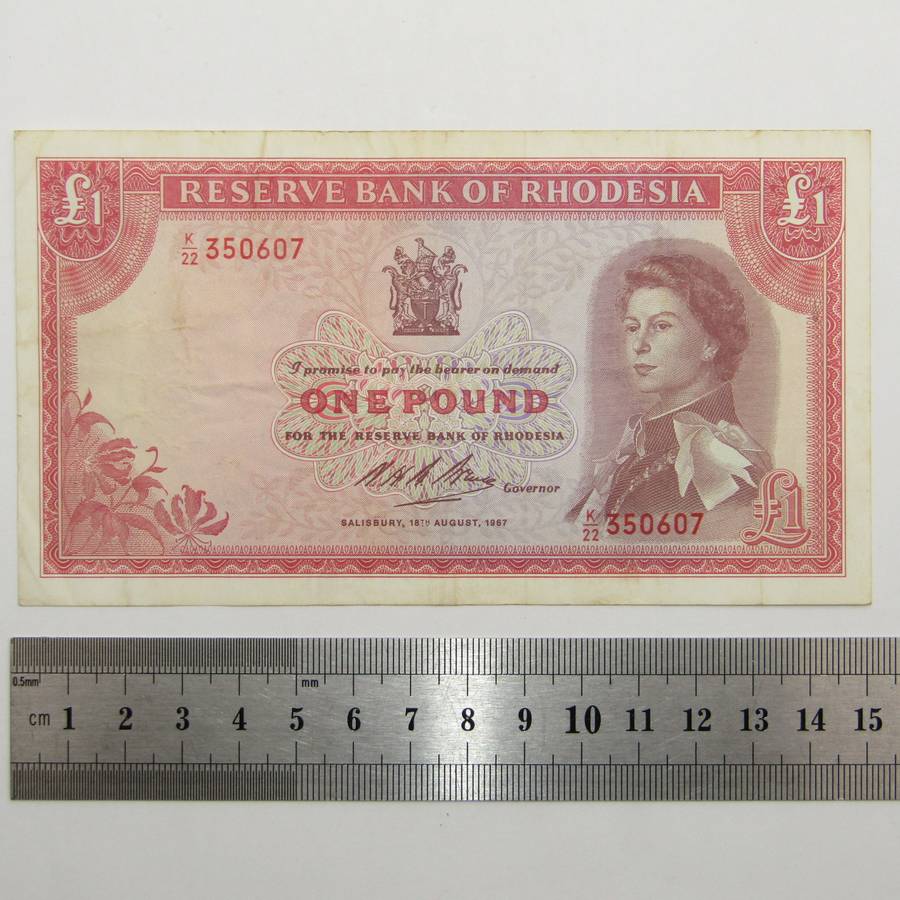 £1 RESERVE BANK OF RHODESIA £1
K/22 350607
I promise to pay the bearer on demand
ONE POUND
FOR THE RESERVE BANK OF RHODESIA
Governor
SALISBURY, 18TH AUGUST, 1967
K/22 350607
£1
0.5mm mm
cm 1 2 3 4 5 6 7 8 9 10 11 12 13 14 15